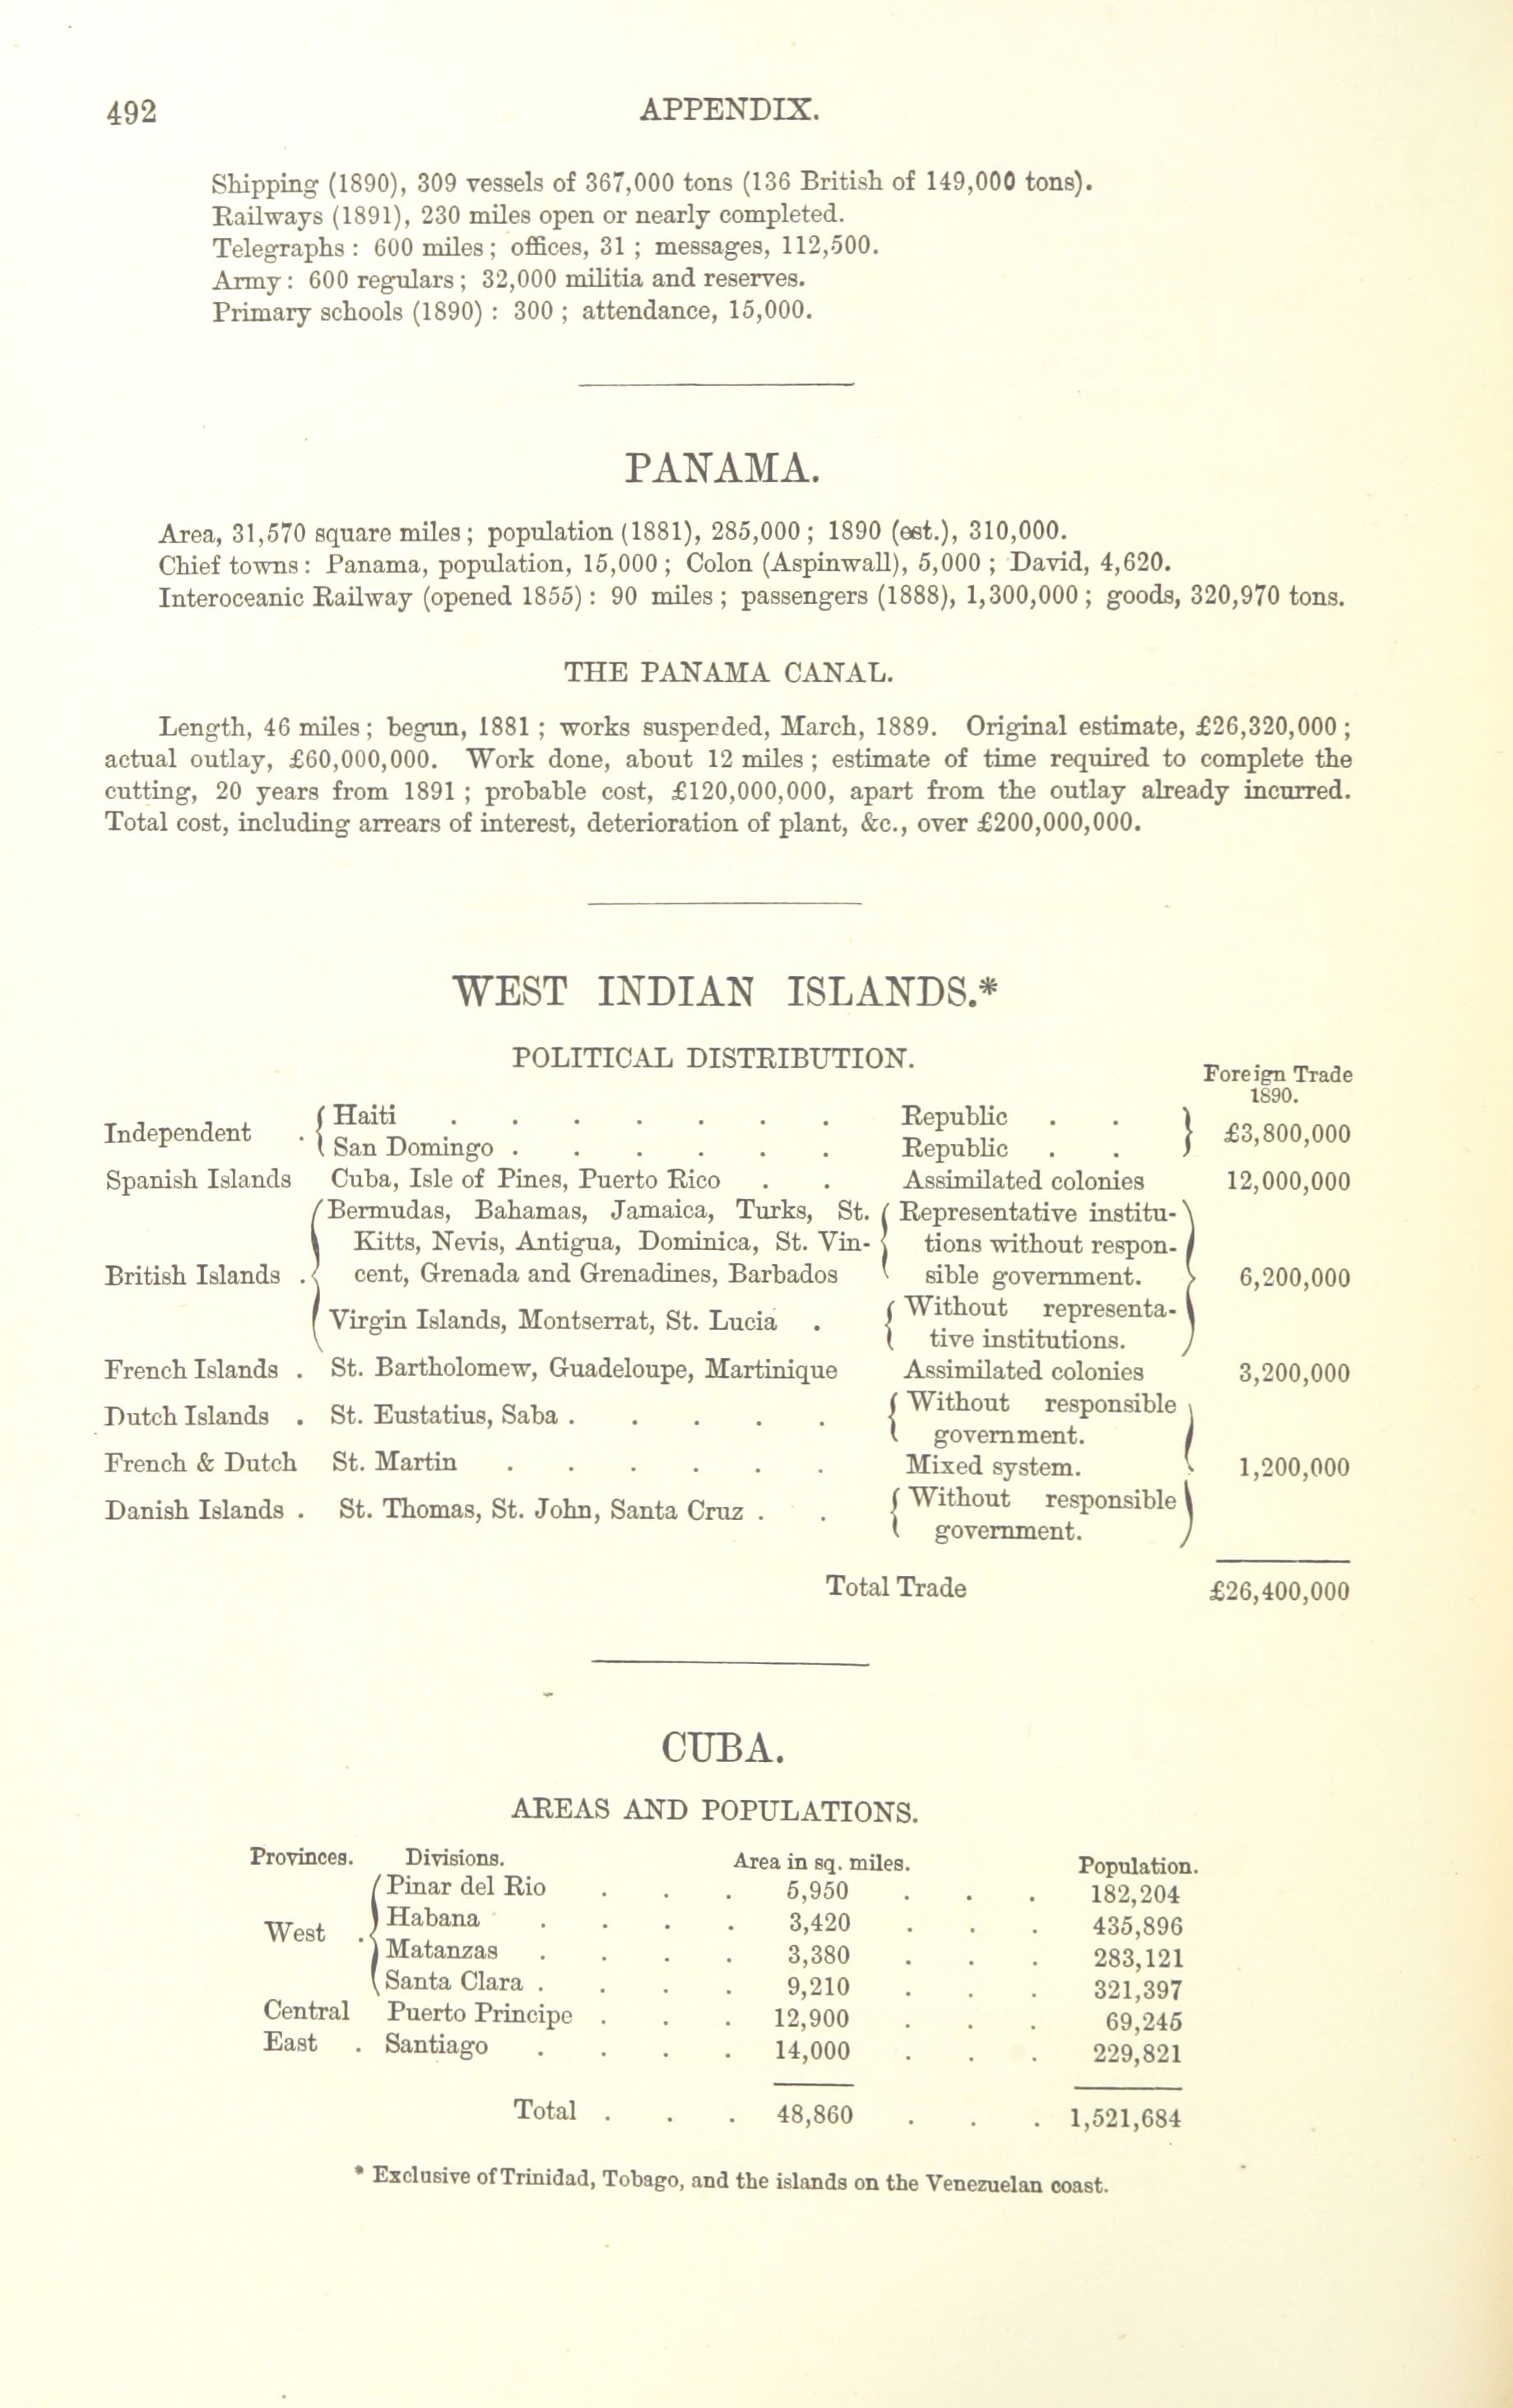 492 APPENDIX.
Shipping (1890), 309 vessels of 367,000 tons (136 British of 149,000 tons).
Railways (1891), 230 miles open or nearly completed.
Telegraphs : 600 miles ; offices, 31 ; messages, 112,500.
Army : 600 regulars ; 32,000 militia and reserves.
Primary schools (1890) : 300 ; attendance, 15,000.
PANAMA.
Area, 31,570 square miles ; population (1881), 285,000 ; 1890 (est.), 310,000.
Chief towns : Panama, population, 15,000 ; Colon (Aspinwall), 5,000 ; David, 4,620.
Interoceanic Railway (opened 1855) : 90 miles ; passengers (1888), 1,300,000 ; goods, 320,970 tons.
THE PANAMA CANAL.
Length, 46 miles ; begun, 1881 ; works suspended, March, 1889. Original estimate, £26,320,000 ;
actual outlay, £60,000,000. Work done, about 12 miles ; estimate of time required to complete the
cutting, 20 years from 1891 ; probable cost, £120,000,000, apart from the outlay already incurred.
Total cost, including arrears of interest, deterioration of plant, &c., over £200,000,000.
WEST INDIAN ISLANDS.*
POLITICAL DISTRIBUTION.
Foreign Trade
1890.
Independent . { Haiti . . . . . . . Republic . . } £3,800,000
San Domingo . . . . . . Republic . .
Spanish Islands Cuba, Isle of Pines, Puerto Rico . . Assimilated colonies 12,000,000
Bermudas, Bahamas, Jamaica, Turks, St. { Representative institu-
Kitts, Nevis, Antigua, Dominica, St. Vin- tions without respon-
British Islands . { cent, Grenada and Grenadines, Barbados sible government. } 6,200,000
Virgin Islands, Montserrat, St. Lucia . { Without representa-
tive institutions.
French Islands . St. Bartholomew, Guadeloupe, Martinique Assimilated colonies 3,200,000
Dutch Islands . St. Eustatius, Saba . . . . . { Without responsible
government.
French & Dutch St. Martin . . . . . . Mixed system. } 1,200,000
Danish Islands . St. Thomas, St. John, Santa Cruz . . { Without responsible
government.
Total Trade £26,400,000
CUBA.
AREAS AND POPULATIONS.
Provinces. Divisions. Area in sq. miles. Population.
Pinar del Rio . . . 5,950 . . . 182,204
West . { Habana . . . . 3,420 . . . 435,896
Matanzas . . . . 3,380 . . . 283,121
Santa Clara . . . . 9,210 . . . 321,397
Central Puerto Principe . . . 12,900 . . . 69,245
East . Santiago . . . . 14,000 . . . 229,821
Total . . . 48,860 . . . 1,521,684
* Exclusive of Trinidad, Tobago, and the islands on the Venezuelan coast.